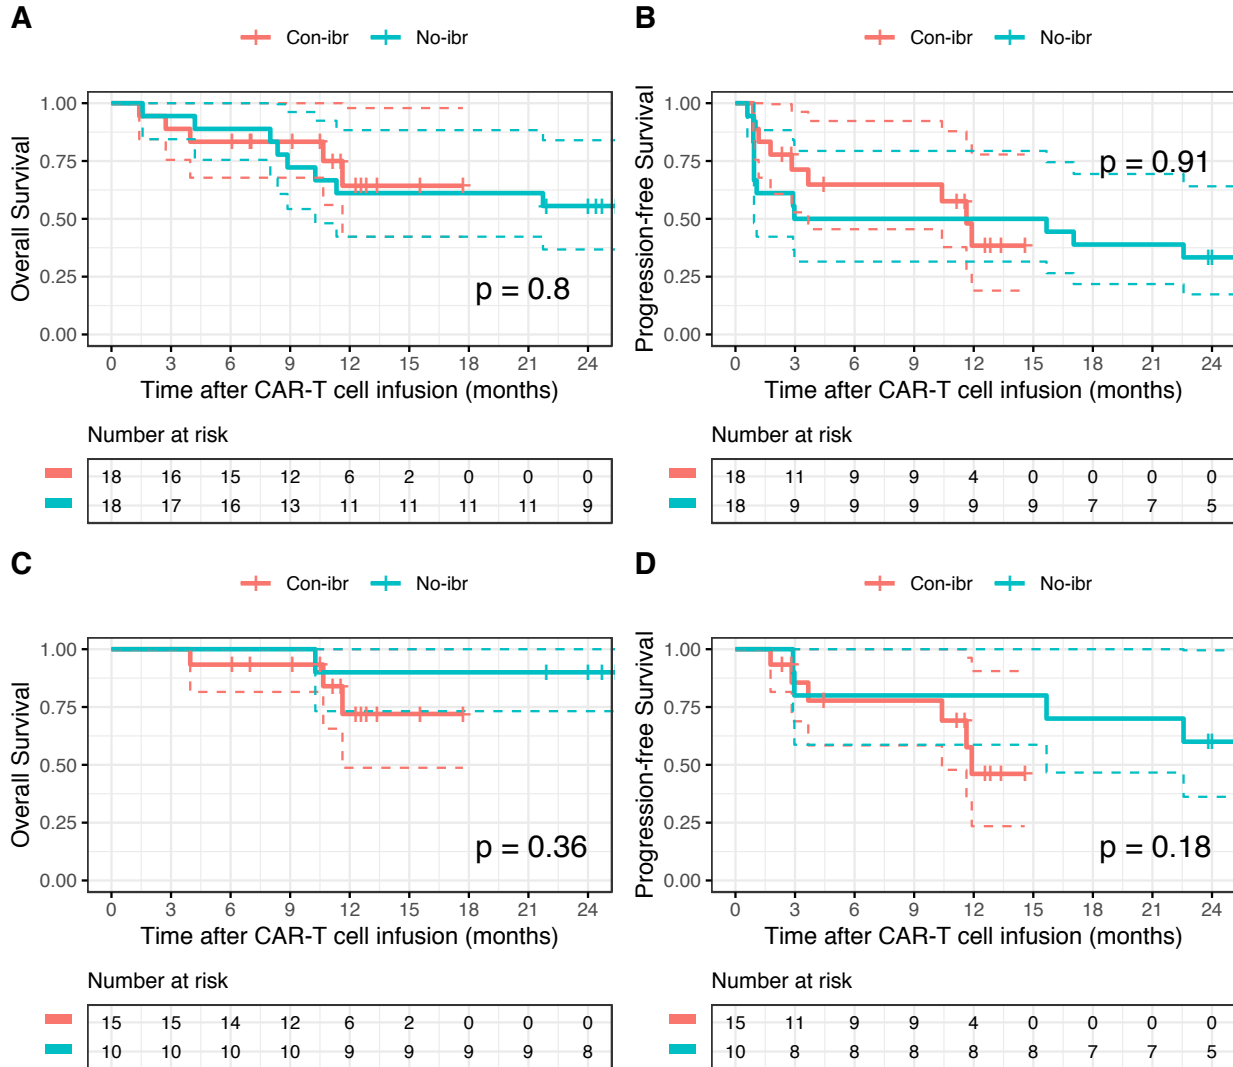 A
Con-ibr No-ibr
Overall Survival
1.00
0.75
0.50
0.25
0.00
p = 0.8
0 3 6 9 12 15 18 21 24
Time after CAR-T cell infusion (months)
Number at risk
18 16 15 12 6 2 0 0 0
18 17 16 13 11 11 11 11 9
B
Con-ibr No-ibr
Progression-free Survival
1.00
0.75
0.50
0.25
0.00
p = 0.91
0 3 6 9 12 15 18 21 24
Time after CAR-T cell infusion (months)
Number at risk
18 11 9 9 4 0 0 0 0
18 9 9 9 9 9 7 7 5
C
Con-ibr No-ibr
Overall Survival
1.00
0.75
0.50
0.25
0.00
p = 0.36
0 3 6 9 12 15 18 21 24
Time after CAR-T cell infusion (months)
Number at risk
15 15 14 12 6 2 0 0 0
10 10 10 10 9 9 9 9 8
D
Con-ibr No-ibr
Progression-free Survival
1.00
0.75
0.50
0.25
0.00
p = 0.18
0 3 6 9 12 15 18 21 24
Time after CAR-T cell infusion (months)
Number at risk
15 11 9 9 4 0 0 0 0
10 8 8 8 8 8 7 7 5